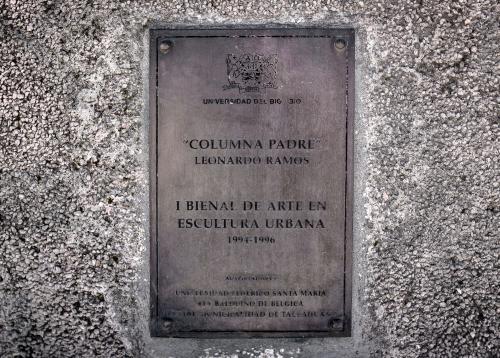 UNIVERSIDAD DEL BIO
"COLUMNA PADRE"
LEONARDO RAMOS
I BIENAL DE ARTE EN
ESCULTURA URBANA
1994-1996
UNIVERSIDAD FEDERICO SANTA MARIA
BALDUINO DE BELGICA
MUNICIPALIDAD DE TALCAHUANO